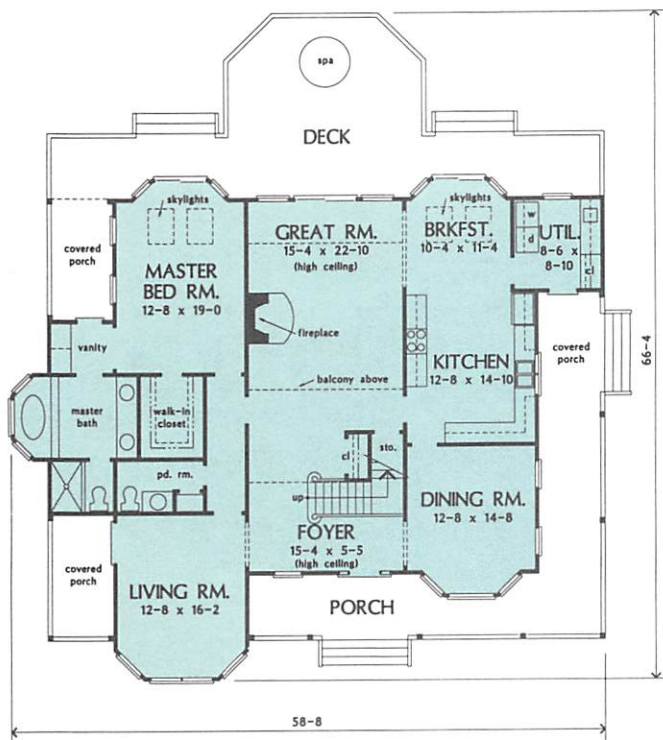 spa
DECK
skylights
covered
porch
MASTER
BED RM.
12-8 x 19-0
GREAT RM.
15-4 x 22-10
(high ceiling)
skylights
BRKFST.
10-4 x 11-4
w
d
UTIL.
8-6 x
8-10
cl
fireplace
vanity
balcony above
KITCHEN
12-8 x 14-10
covered
porch
66-4
master
bath
walk-in
closet
pd. rm.
cl
sto.
up
DINING RM.
12-8 x 14-8
FOYER
15-4 x 5-5
(high ceiling)
covered
porch
LIVING RM.
12-8 x 16-2
PORCH
58-8